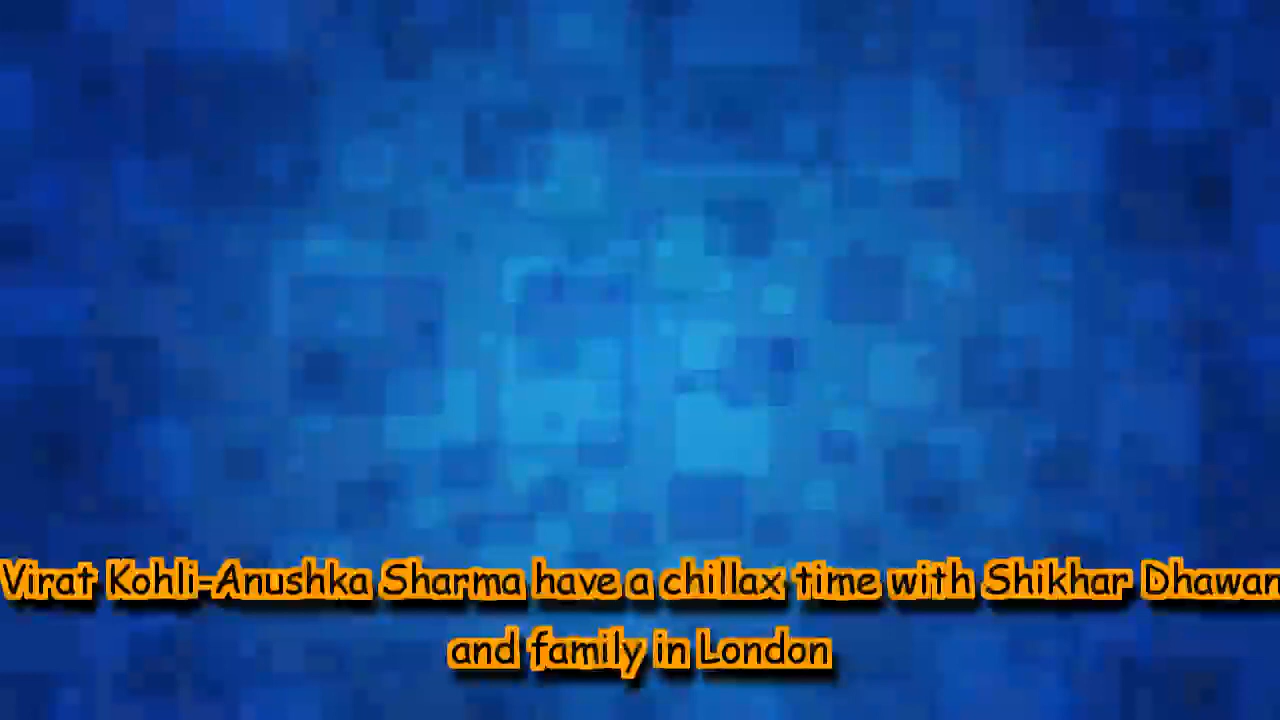 Virat Kohli-Anushka Sharma have a chillax time with Shikhar Dhawan
and family in London